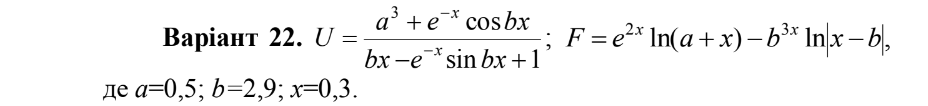 Варіант 22. U = \frac{a^3 + e^{-x} \cos bx}{bx - e^{-x} \sin bx + 1}; F = e^{2x} ln(a + x) – b^{3x} ln|x – b|,
де a=0,5; b=2,9; x=0,3.